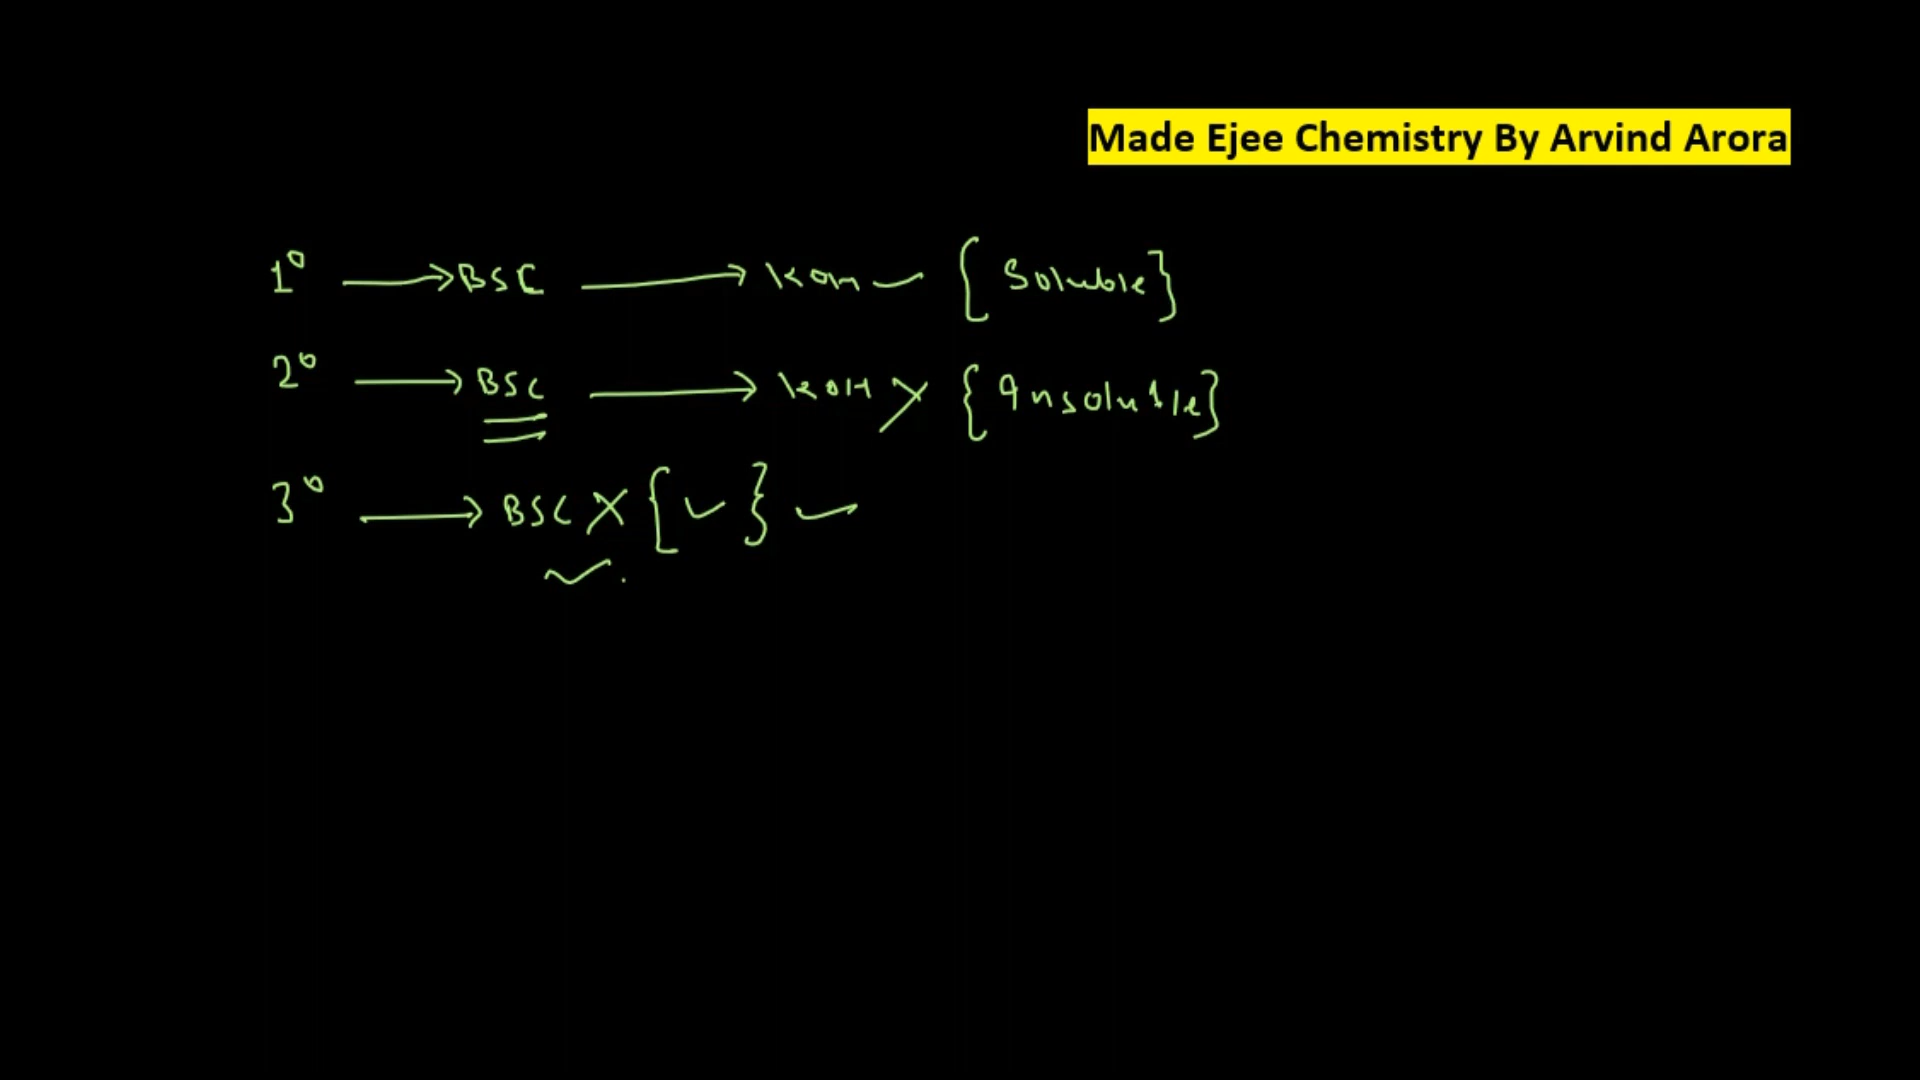 Made Ejee Chemistry By Arvind Arora
1° → BSC → KOH ✓ { Soluble }
2° → BSC → KOH X { Insoluble }
3° → BSC X { ✓ } ✓